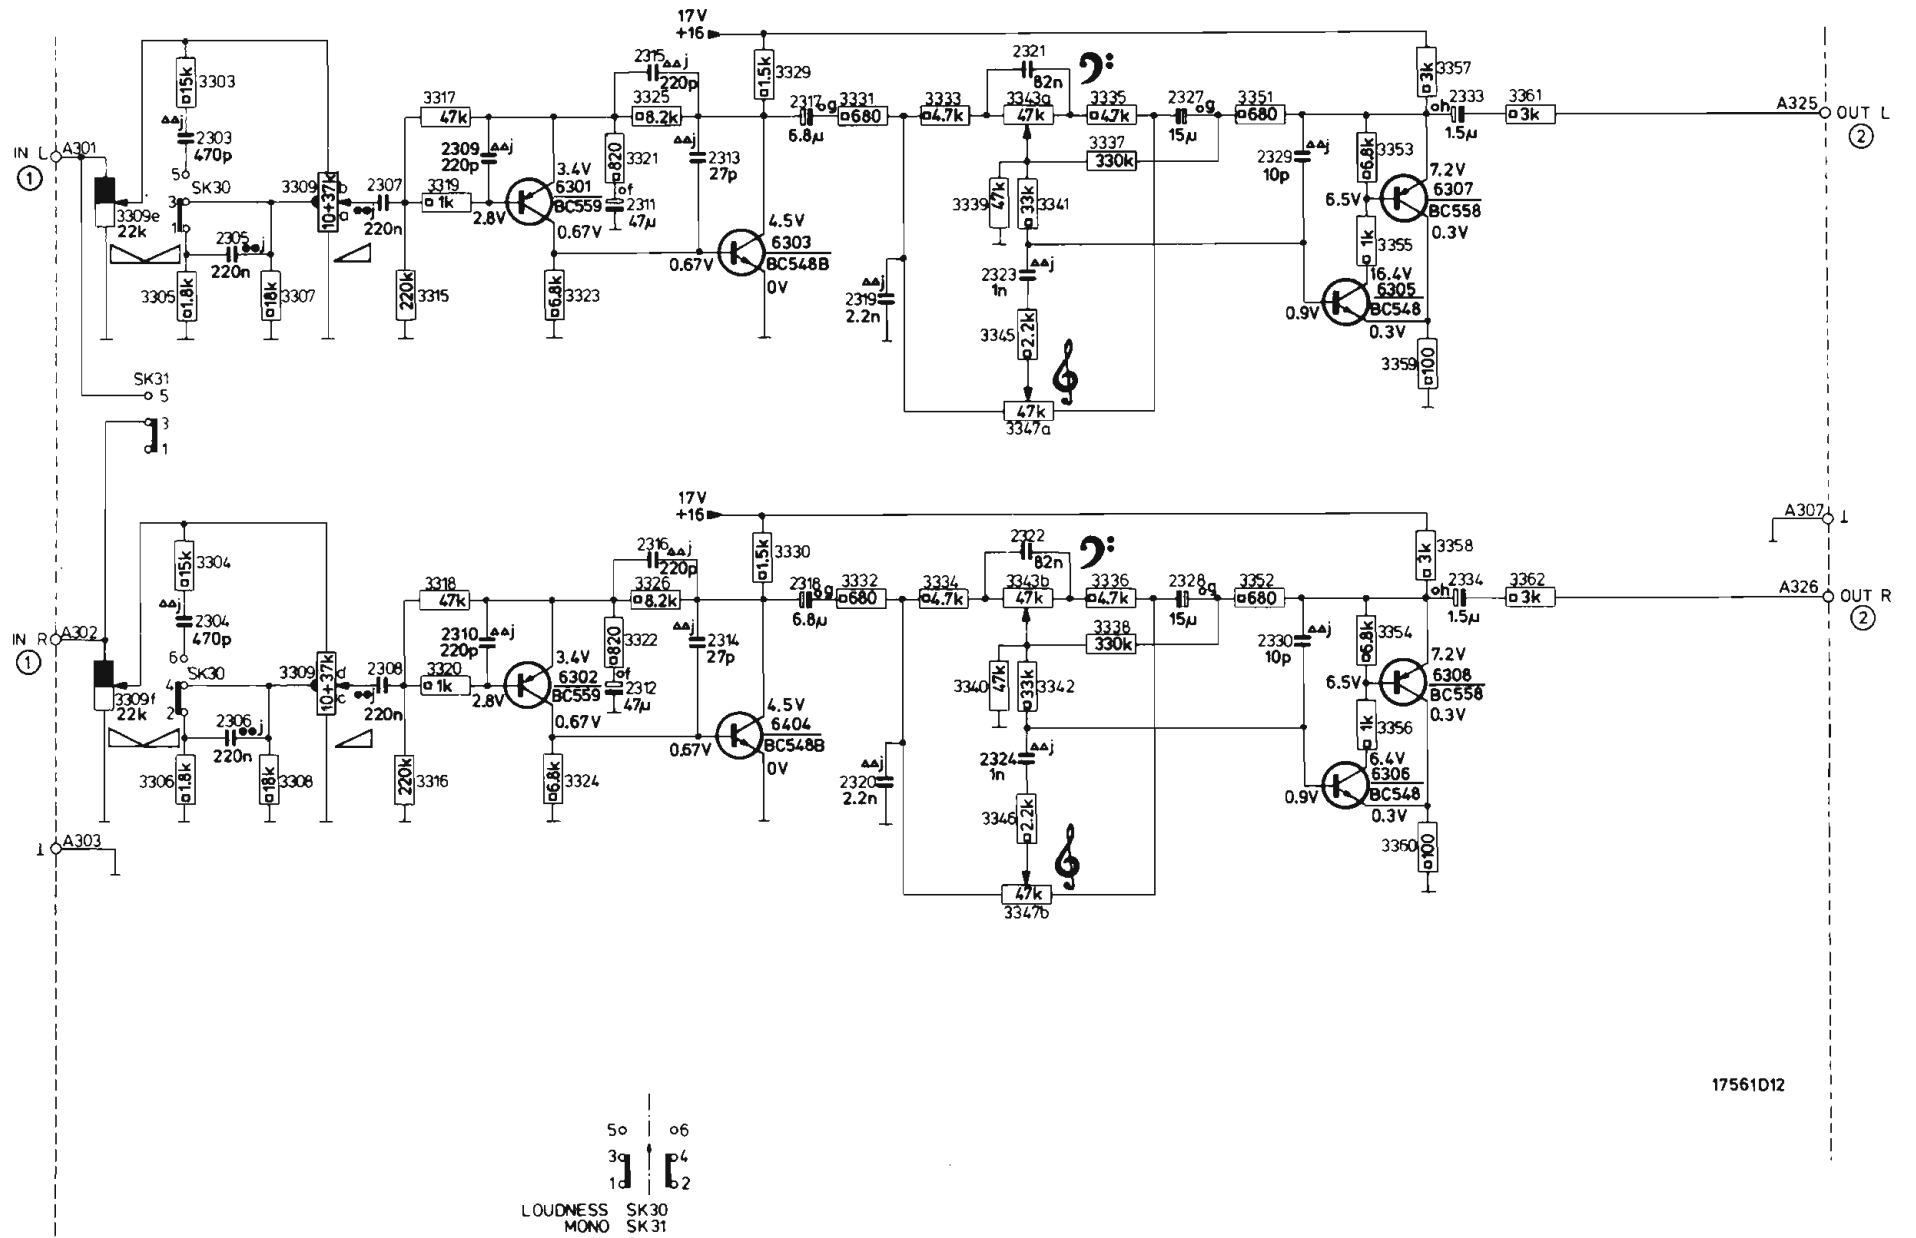 17V
+16
IN L
A301
①
3309e
22k
15k
3303
2303
470p
5
SK30
3
1
2305
220n
1.8k
3305
18k
3307
3309
10+37k
b
a
2307
220n
220k
3315
3317
47k
2309
220p
3319
1k
2.8V
3.4V
6301
BC559
0.67V
6.8k
3323
2315
220p
3325
8.2k
820
3321
2311
47µ
2313
27p
0.67V
1.5k
3329
4.5V
6303
BC548B
0V
2317
6.8µ
3331
680
2319
2.2n
3333
4.7k
2321
82n
3343a
47k
3335
4.7k
3337
330k
3339
47k
33k
3341
2323
1n
3345
2.2k
47k
3347a
2327
15µ
3351
680
2329
10p
6.8k
3353
6.5V
1k
3355
7.2V
6307
BC558
0.3V
16.4V
6305
BC548
0.9V
0.3V
3359
100
3k
3357
2333
1.5µ
3361
3k
A325
OUT L
②
SK31
5
3
1
17V
+16
IN R
A302
①
3309f
22k
15k
3304
2304
470p
6
SK30
4
2
2306
220n
3306
1.8k
18k
3308
3309
10+37k
d
c
2308
220n
220k
3316
3318
47k
2310
220p
3320
1k
2.8V
3.4V
6302
BC559
0.67V
6.8k
3324
2316
220p
3326
8.2k
820
3322
2312
47µ
2314
27p
0.67V
1.5k
3330
4.5V
6404
BC548B
0V
2318
6.8µ
3332
680
2320
2.2n
3334
4.7k
2322
82n
3343b
47k
3336
4.7k
3338
330k
3340
47k
33k
3342
2324
1n
3346
2.2k
47k
3347b
2328
15µ
3352
680
2330
10p
6.8k
3354
6.5V
1k
3356
7.2V
6308
BC558
0.3V
6.4V
6306
BC548
0.9V
0.3V
3360
100
3k
3358
2334
1.5µ
3362
3k
A307
A326
OUT R
②
A303
17561D12
5 6
3 4
1 2
LOUDNESS SK30
MONO SK31